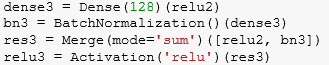 dense3 = Dense(128)(relu2)
bn3 = BatchNormalization()(dense3)
res3 = Merge(mode='sum')([relu2, bn3])
relu3 = Activation('relu')(res3)